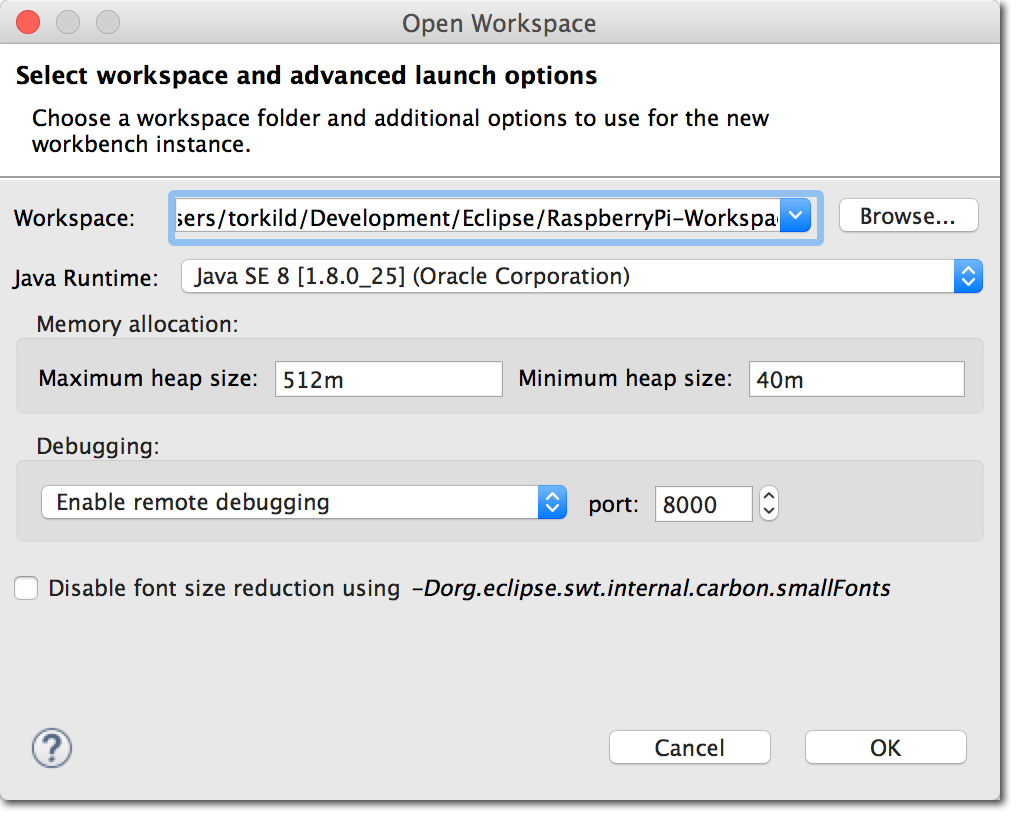 Open Workspace
Select workspace and advanced launch options
Choose a workspace folder and additional options to use for the new
workbench instance.
Workspace: sers/torkild/Development/Eclipse/RaspberryPi-Workspa Browse...
Java Runtime: Java SE 8 [1.8.0_25] (Oracle Corporation)
Memory allocation:
Maximum heap size: 512m Minimum heap size: 40m
Debugging:
Enable remote debugging port: 8000
Disable font size reduction using -Dorg.eclipse.swt.internal.carbon.smallFonts
? Cancel OK